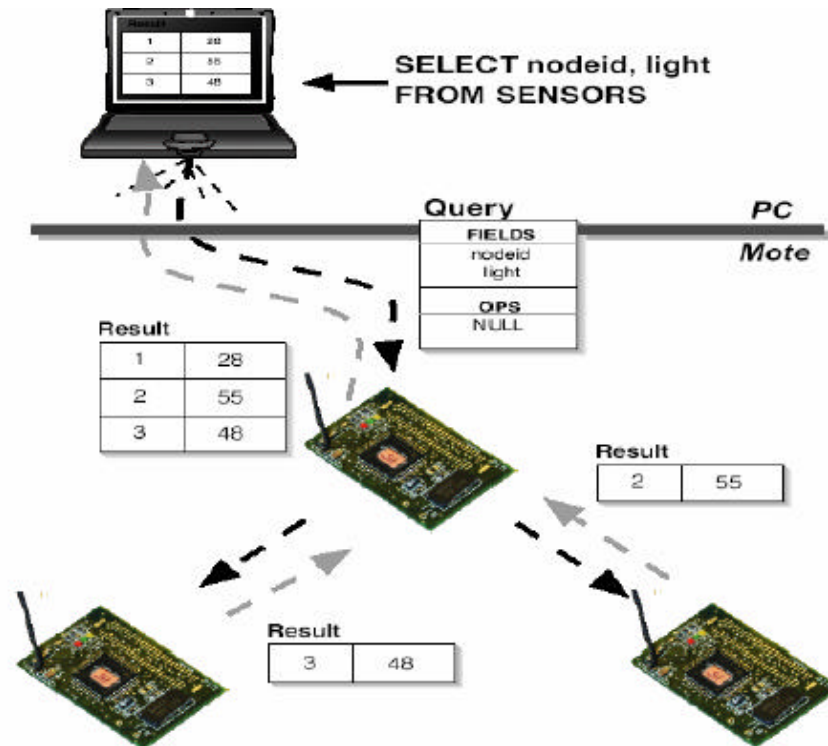 Result
1 28
2 55
3 48
SELECT nodeid, light
FROM SENSORS
Query
PC
FIELDS
nodeid
light
Mote
OPS
NULL
Result
1 28
2 55
3 48
Result
2 55
Result
3 48